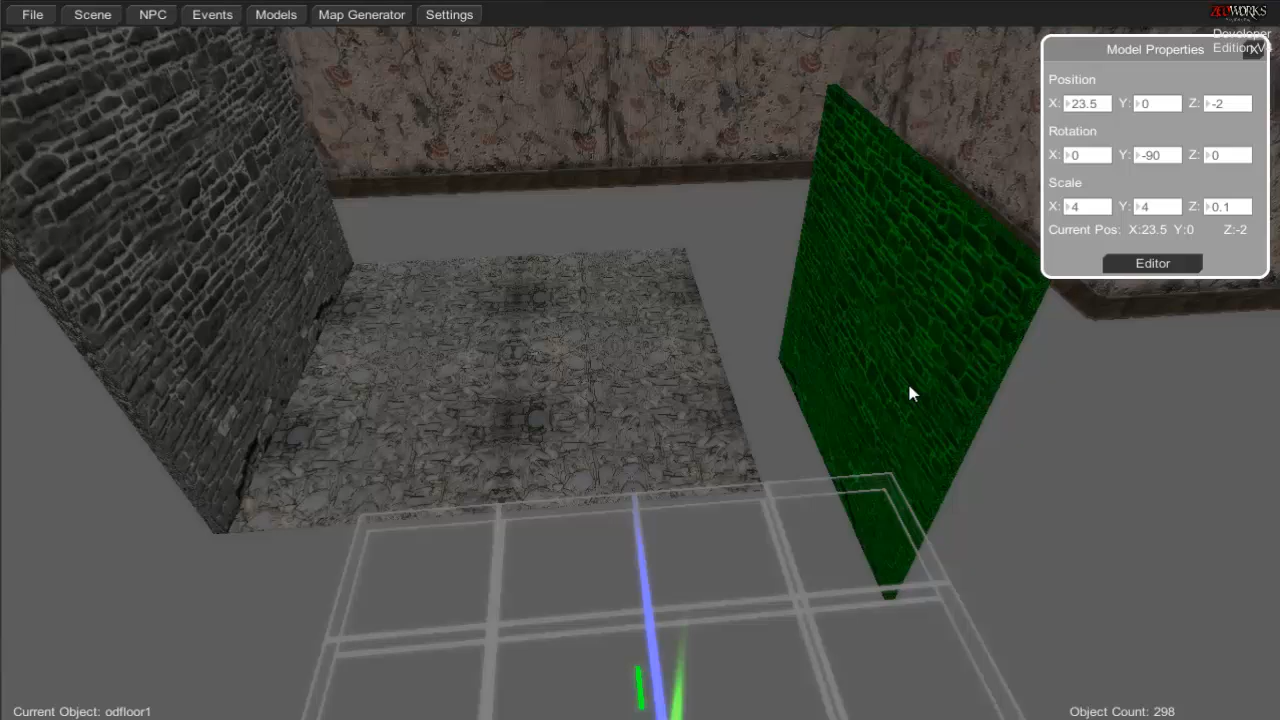 File Scene NPC Events Models Map Generator Settings
Developer
Edition V4
Model Properties X
Position
X: 23.5 Y: 0 Z: -2
Rotation
X: 0 Y: -90 Z: 0
Scale
X: 4 Y: 4 Z: 0.1
Current Pos: X:23.5 Y:0 Z:-2
Editor
Current Object: odfloor1 Object Count: 298